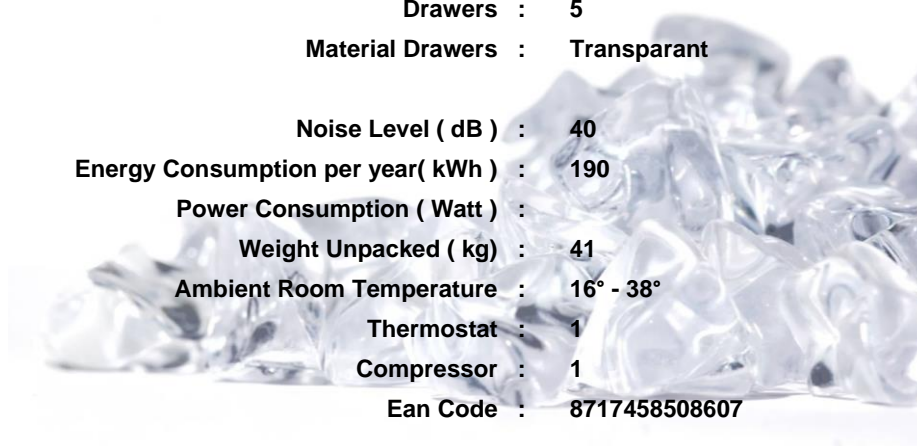 Drawers : 5
Material Drawers : Transparant
Noise Level ( dB ) : 40
Energy Consumption per year( kWh ) : 190
Power Consumption ( Watt ) :
Weight Unpacked ( kg) : 41
Ambient Room Temperature : 16° - 38°
Thermostat : 1
Compressor : 1
Ean Code : 8717458508607